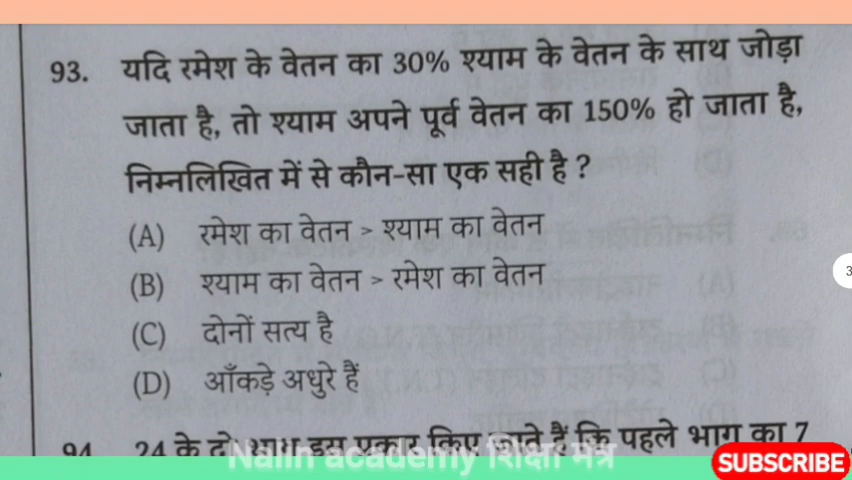 93. यदि रमेश के वेतन का 30% श्याम के वेतन के साथ जोड़ा
जाता है, तो श्याम अपने पूर्व वेतन का 150% हो जाता है,
निम्नलिखित में से कौन-सा एक सही है ?
(A) रमेश का वेतन > श्याम का वेतन
(B) श्याम का वेतन > रमेश का वेतन
(C) दोनों सत्य है
(D) आँकड़े अधुरे हैं
94 24 के दो भाग इस प्रकार किए जाते हैं कि पहले भाग का 7
Nalin academy शिक्षा मंत्र
SUBSCRIBE
3